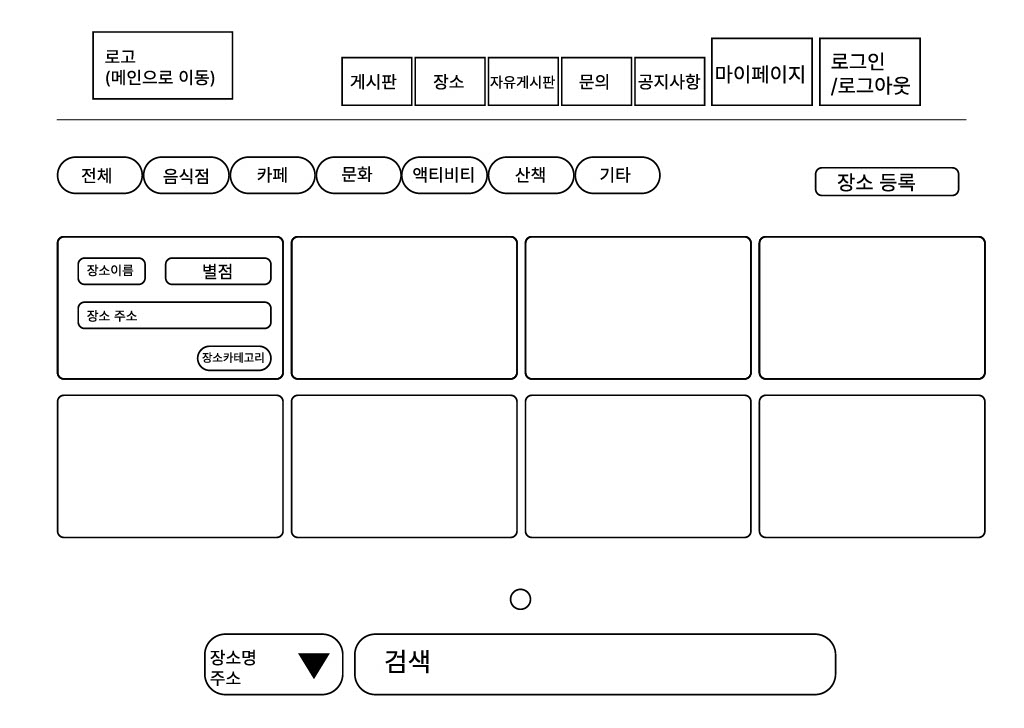 로고
(메인으로 이동)
게시판
장소
자유게시판
문의
공지사항
마이페이지
로그인
/로그아웃
전체
음식점
카페
문화
액티비티
산책
기타
장소 등록
장소이름
별점
장소 주소
장소카테고리
장소명
주소
검색